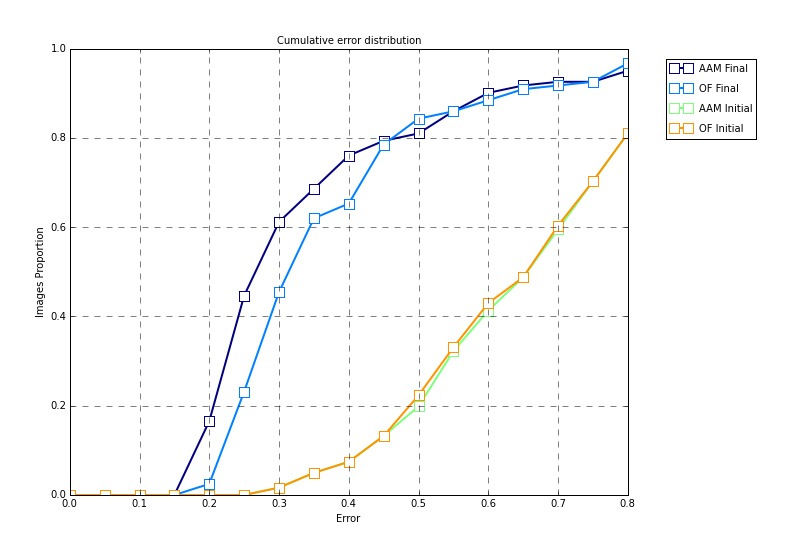 Cumulative error distribution
1.0
0.8
0.6
0.4
0.2
0.0
Images Proportion
0.0 0.1 0.2 0.3 0.4 0.5 0.6 0.7 0.8
Error
AAM Final
OF Final
AAM Initial
OF Initial